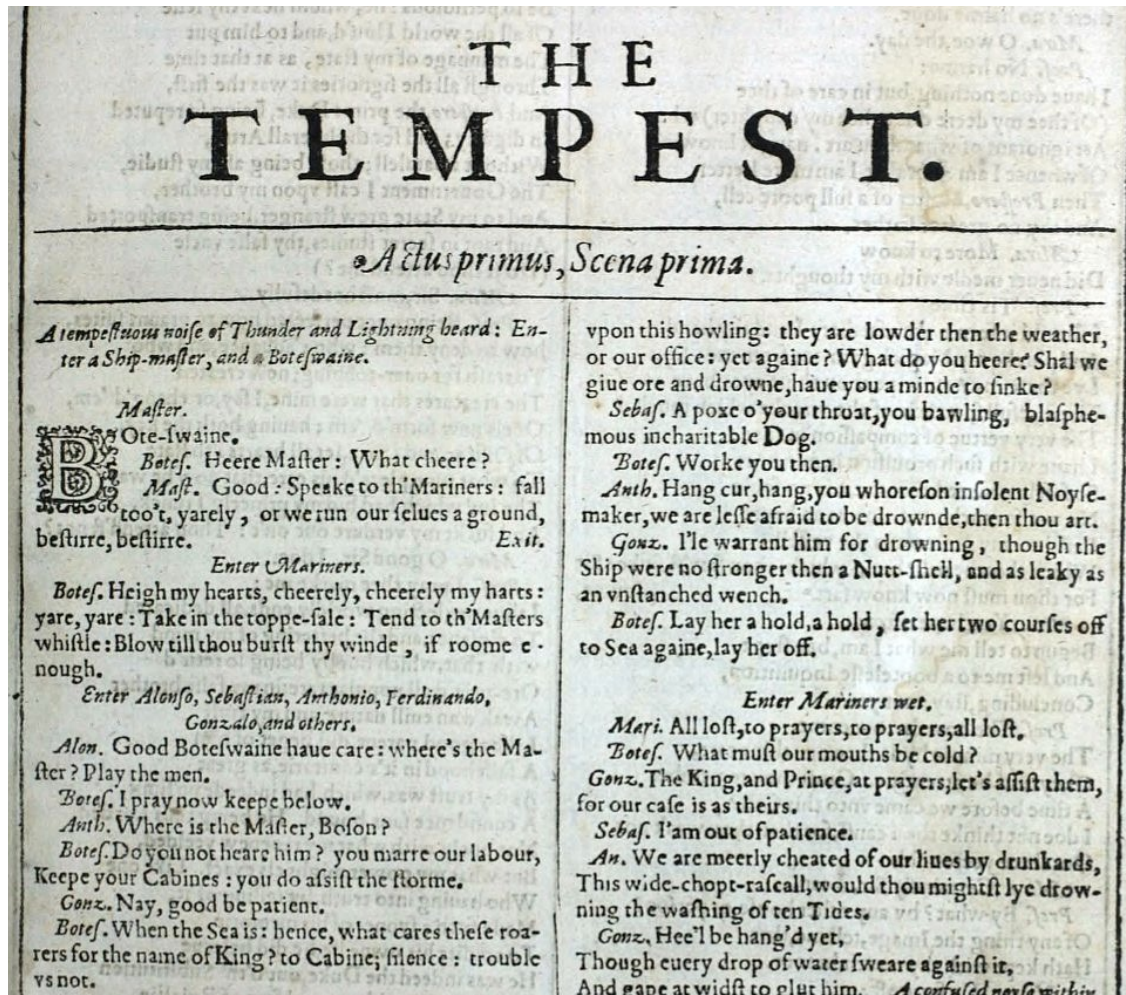 THE
TEMPEST.
Actus primus, Scena prima.
A tempestuous noise of Thunder and Lightning heard: En-
ter a Ship-master, and a Boteswaine.
Master.
BOte-swaine.
Botes. Heere Master: What cheere?
Mast. Good: Speake to th'Mariners: fall
too't, yarely, or we run our selues a ground,
bestirre, bestirre. Exit.
Enter Mariners.
Botes. Heigh my hearts, cheerely, cheerely my harts:
yare, yare: Take in the toppe-sale: Tend to th'Masters
whistle: Blow till thou burst thy winde, if roome e-
nough.
Enter Alonso, Sebastian, Anthonio, Ferdinando,
Gonzalo, and others.
Alon. Good Boteswaine haue care: where's the Ma-
ster? Play the men.
Botes. I pray now keepe below.
Anth. Where is the Master, Boson?
Botes. Do you not heare him? you marre our labour,
Keepe your Cabines: you do assist the storme.
Gonz. Nay, good be patient.
Botes. When the Sea is: hence, what cares these roa-
rers for the name of King? to Cabine; silence: trouble
vs not.
vpon this howling: they are lowder then the weather,
or our office: yet againe? What do you heere? Shal we
giue ore and drowne, haue you a minde to sinke?
Sebas. A poxe o'your throat, you bawling, blasphe-
mous incharitable Dog.
Botes. Worke you then.
Anth. Hang cur, hang, you whoreson insolent Noyse-
maker, we are lesse afraid to be drownde, then thou art.
Gonz. I'le warrant him for drowning, though the
Ship were no stronger then a Nutt-shell, and as leaky as
an vnstanched wench.
Botes. Lay her a hold, a hold, set her two courses off
to Sea againe, lay her off.
Enter Mariners wet.
Mari. All lost, to prayers, to prayers, all lost.
Botes. What must our mouths be cold?
Gonz. The King, and Prince, at prayers, let's assist them,
for our case is as theirs.
Sebas. I'am out of patience.
An. We are meerly cheated of our liues by drunkards,
This wide-chopt-rascall, would thou mightst lye drow-
ning the washing of ten Tides.
Gonz. Hee'l be hang'd yet,
Though euery drop of water sweare against it,
And gape at widst to glut him. A confused noyse within.